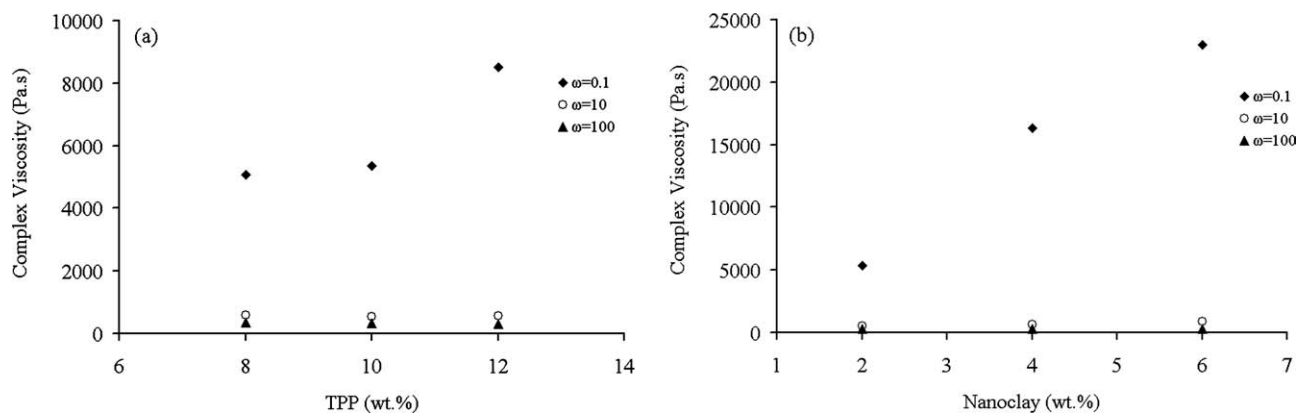 (a)
Complex Viscosity (Pa.s)
10000
8000
6000
4000
2000
0
6
8
10
12
14
TPP (wt.%)
ω=0.1
ω=10
ω=100
(b)
Complex Viscosity (Pa.s)
25000
20000
15000
10000
5000
0
1
2
3
4
5
6
7
Nanoclay (wt.%)
ω=0.1
ω=10
ω=100